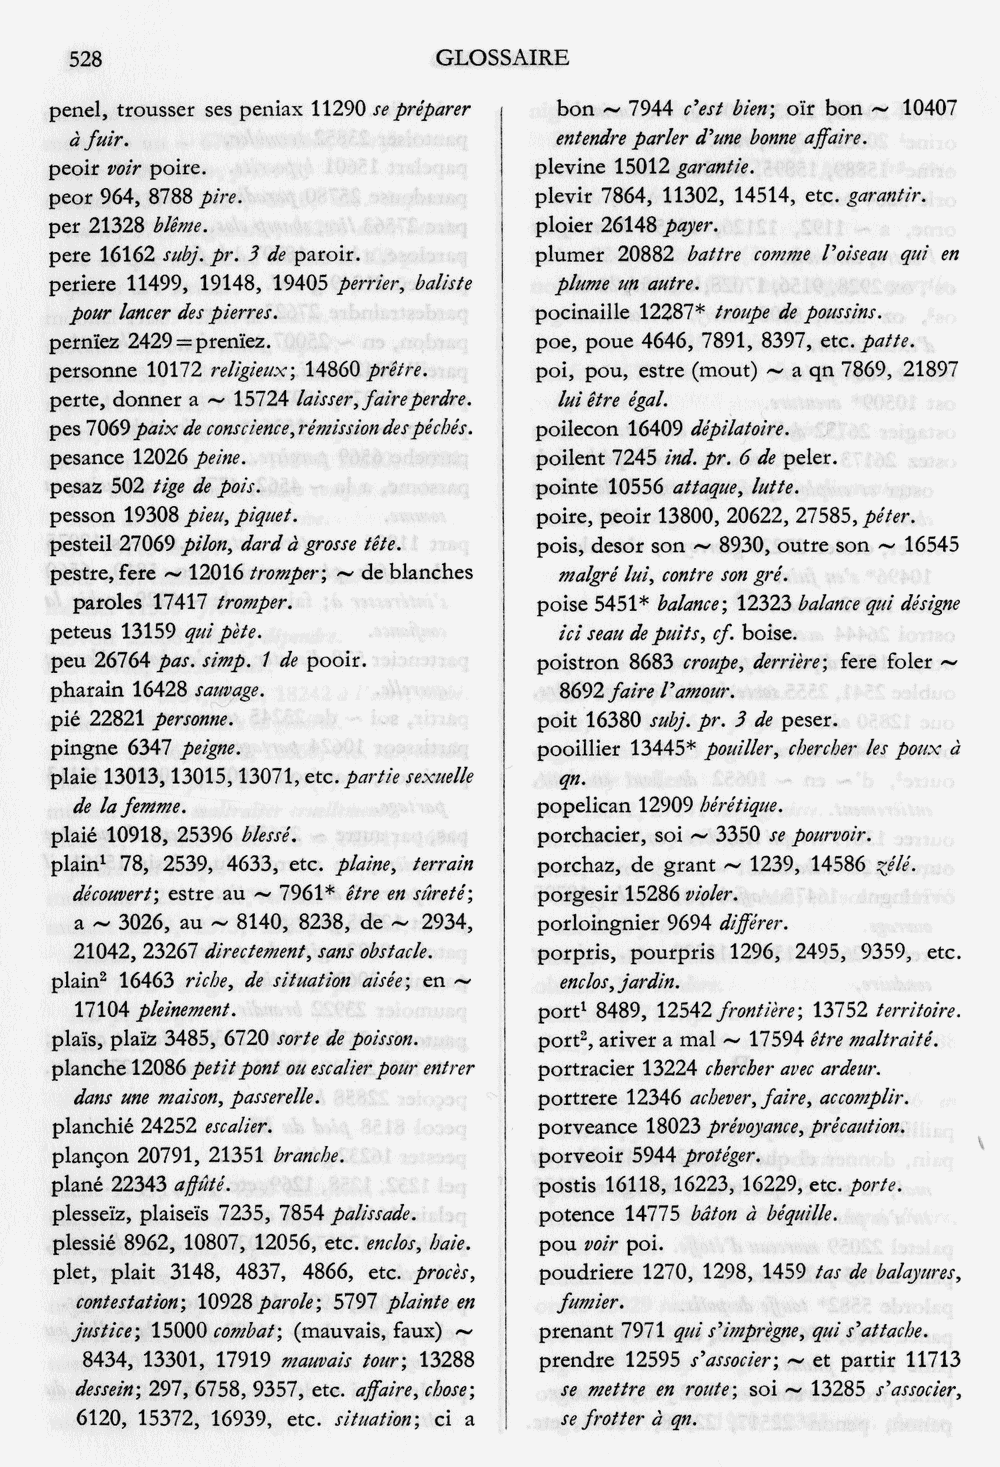 528
GLOSSAIRE
penel, trousser ses peniax 11290 se préparer
à fuir.
peoir voir poire.
peor 964, 8788 pire.
per 21328 blême.
pere 16162 subj. pr. 3 de paroir.
periere 11499, 19148, 19405 perrier, baliste
pour lancer des pierres.
pernïez 2429 = prenïez.
personne 10172 religieux; 14860 prêtre.
perte, donner a ~ 15724 laisser, faire perdre.
pes 7069 paix de conscience, rémission des péchés.
pesance 12026 peine.
pesaz 502 tige de pois.
pesson 19308 pieu, piquet.
pesteil 27069 pilon, dard à grosse tête.
pestre, fere ~ 12016 tromper; ~ de blanches
paroles 17417 tromper.
peteus 13159 qui pète.
peu 26764 pas. simp. 1 de pooir.
pharain 16428 sauvage.
pié 22821 personne.
pingne 6347 peigne.
plaie 13013, 13015, 13071, etc. partie sexuelle
de la femme.
plaié 10918, 25396 blessé.
plain¹ 78, 2539, 4633, etc. plaine, terrain
découvert; estre au ~ 7961* être en sûreté;
a ~ 3026, au ~ 8140, 8238, de ~ 2934,
21042, 23267 directement, sans obstacle.
plain² 16463 riche, de situation aisée; en ~
17104 pleinement.
plaïs, plaïz 3485, 6720 sorte de poisson.
planche 12086 petit pont ou escalier pour entrer
dans une maison, passerelle.
planchié 24252 escalier.
plançon 20791, 21351 branche.
plané 22343 affûté.
plesseïz, plaiseïs 7235, 7854 palissade.
plessié 8962, 10807, 12056, etc. enclos, haie.
plet, plait 3148, 4837, 4866, etc. procès,
contestation; 10928 parole; 5797 plainte en
justice; 15000 combat; (mauvais, faux) ~
8434, 13301, 17919 mauvais tour; 13288
dessein; 297, 6758, 9357, etc. affaire, chose;
6120, 15372, 16939, etc. situation; ci a
bon ~ 7944 c'est bien; oïr bon ~ 10407
entendre parler d'une bonne affaire.
plevine 15012 garantie.
plevir 7864, 11302, 14514, etc. garantir.
ploier 26148 payer.
plumer 20882 battre comme l'oiseau qui en
plume un autre.
pocinaille 12287* troupe de poussins.
poe, poue 4646, 7891, 8397, etc. patte.
poi, pou, estre (mout) ~ a qn 7869, 21897
lui être égal.
poilecon 16409 dépilatoire.
poilent 7245 ind. pr. 6 de peler.
pointe 10556 attaque, lutte.
poire, peoir 13800, 20622, 27585, péter.
pois, desor son ~ 8930, outre son ~ 16545
malgré lui, contre son gré.
poise 5451* balance; 12323 balance qui désigne
ici seau de puits, cf. boise.
poistron 8683 croupe, derrière; fere foler ~
8692 faire l'amour.
poit 16380 subj. pr. 3 de peser.
pooillier 13445* pouiller, chercher les poux à
qn.
popelican 12909 hérétique.
porchacier, soi ~ 3350 se pourvoir.
porchaz, de grant ~ 1239, 14586 zélé.
porgesir 15286 violer.
porloingnier 9694 différer.
porpris, pourpris 1296, 2495, 9359, etc.
enclos, jardin.
port¹ 8489, 12542 frontière; 13752 territoire.
port², ariver a mal ~ 17594 être maltraité.
portracier 13224 chercher avec ardeur.
portrere 12346 achever, faire, accomplir.
porveance 18023 prévoyance, précaution.
porveoir 5944 protéger.
postis 16118, 16223, 16229, etc. porte.
potence 14775 bâton à béquille.
pou voir poi.
poudriere 1270, 1298, 1459 tas de balayures,
fumier.
prenant 7971 qui s'imprègne, qui s'attache.
prendre 12595 s'associer; ~ et partir 11713
se mettre en route; soi ~ 13285 s'associer,
se frotter à qn.